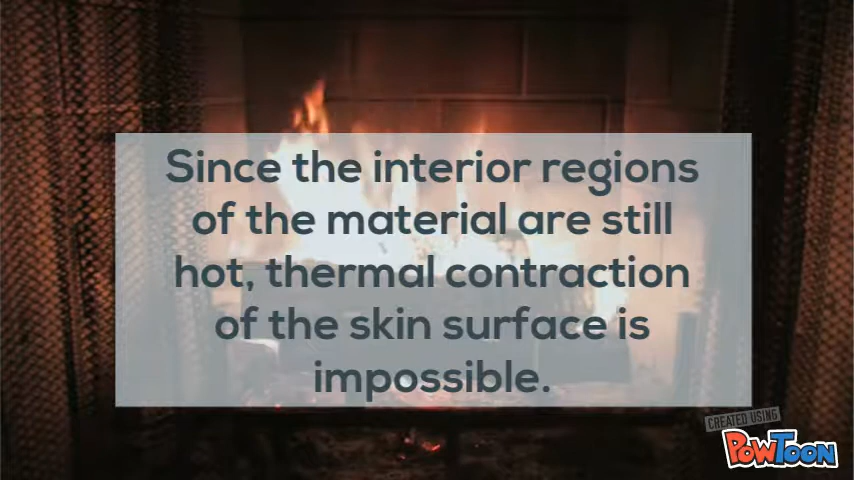 Since the interior regions
of the material are still
hot, thermal contraction
of the skin surface is
impossible.
CREATED USING
POWTOON